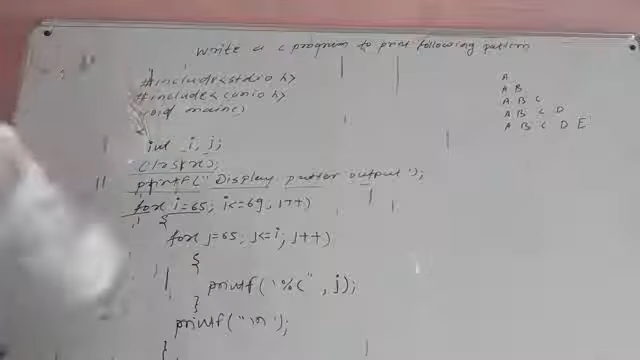 Write a c program to print following pattern
#include<stdio h>
#include<conio h>
void main()
int i, j;
clrscr();
printf(" Display patter output");
for i=65; i<=69, i++)
{
for j=65, j<=i; j++)
{
printf("%c" , j);
}
printf("\n");
}
A
A B
A B C
A B C D
A B C D E